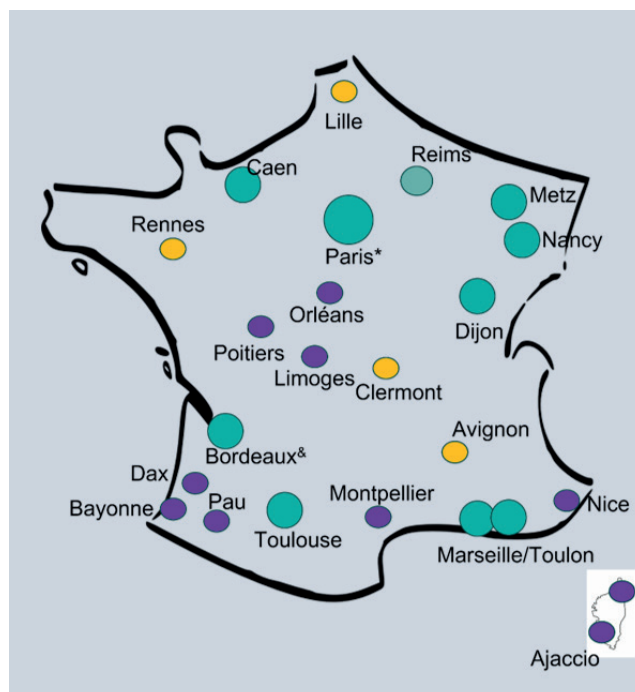 Lille
Reims
Caen
Metz
Rennes
Nancy
Paris*
Orléans
Dijon
Poitiers
Limoges
Clermont
Avignon
Bordeaux&
Dax
Bayonne
Pau
Montpellier
Nice
Toulouse
Marseille/Toulon
Ajaccio